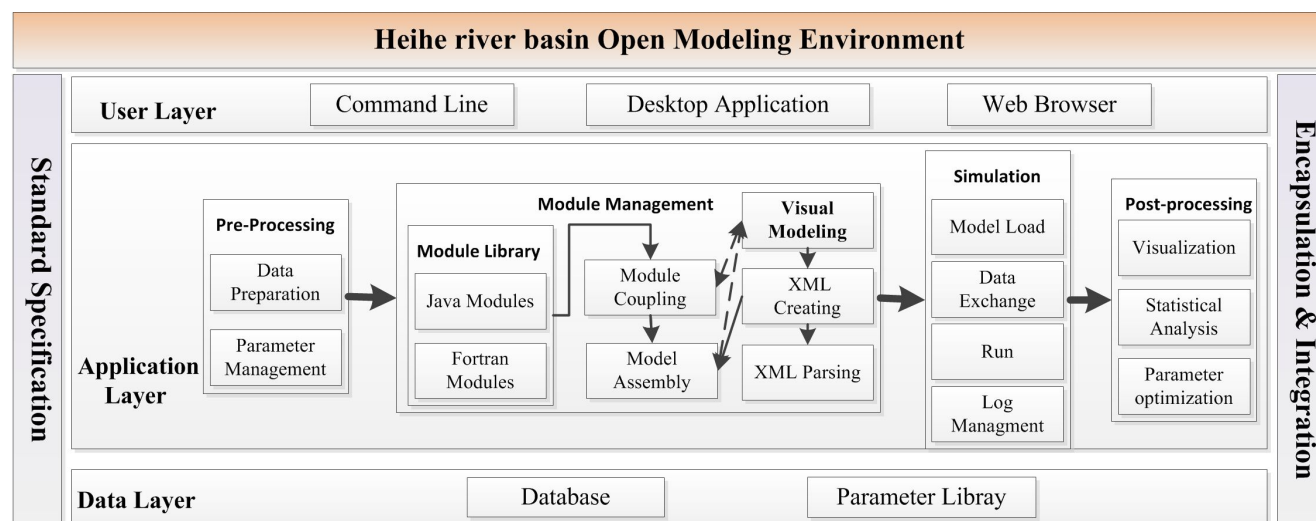 Heihe river basin Open Modeling Environment
Standard Specification
User Layer
Command Line
Desktop Application
Web Browser
Application
Layer
Pre-Processing
Data
Preparation
Parameter
Management
Module Management
Module Library
Java Modules
Fortran
Modules
Module
Coupling
Model
Assembly
Visual
Modeling
XML
Creating
XML Parsing
Simulation
Model Load
Data
Exchange
Run
Log
Managment
Post-processing
Visualization
Statistical
Analysis
Parameter
optimization
Data Layer
Database
Parameter Libray
Encapsulation & Integration